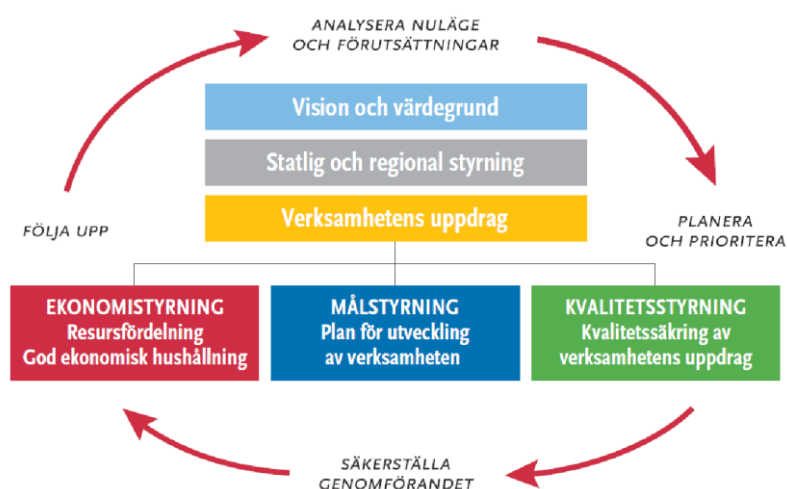 ANALYSERA NULÄGE
OCH FÖRUTSÄTTNINGAR
Vision och värdegrund
Statlig och regional styrning
Verksamhetens uppdrag
FÖLJA UPP
PLANERA
OCH PRIORITERA
EKONOMISTYRNING
Resursfördelning
God ekonomisk hushållning
MÅLSTYRNING
Plan för utveckling
av verksamheten
KVALITETSSTYRNING
Kvalitetssäkring av
verksamhetens uppdrag
SÄKERSTÄLLA
GENOMFÖRANDET